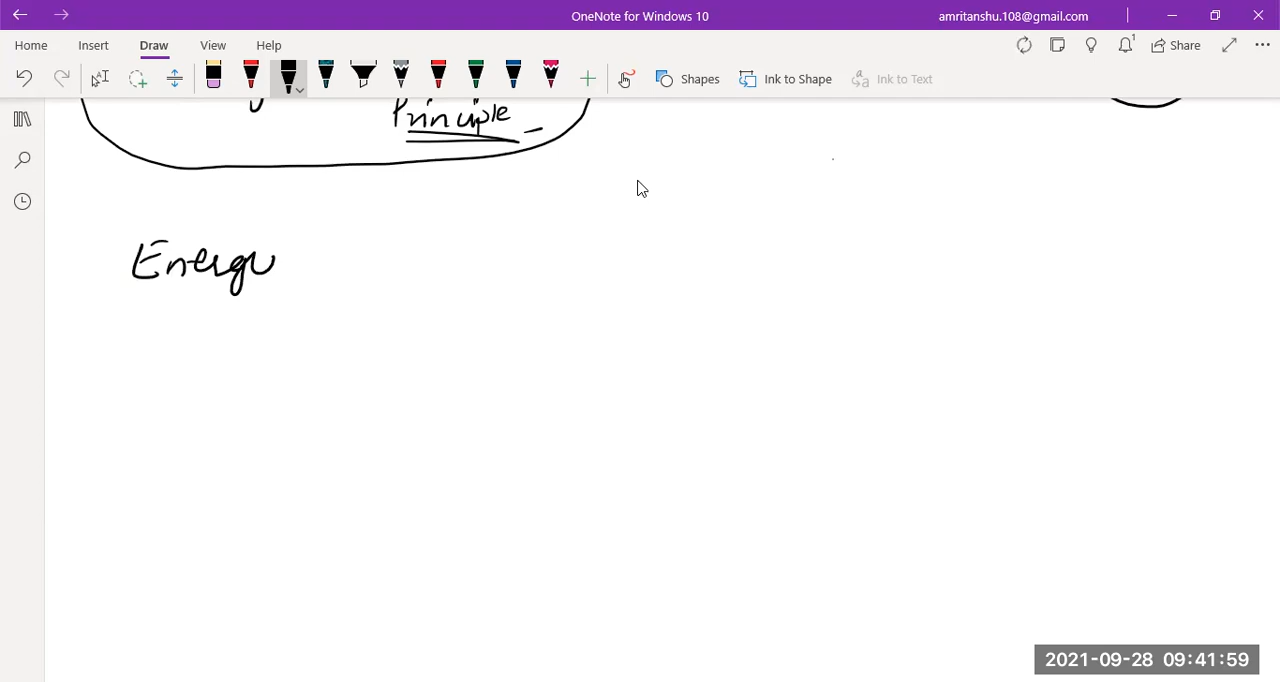 OneNote for Windows 10
amritanshu.108@gmail.com
Home Insert Draw View Help
1 Share
Shapes Ink to Shape Ink to Text
Principle
Energy
2021-09-28 09:41:59